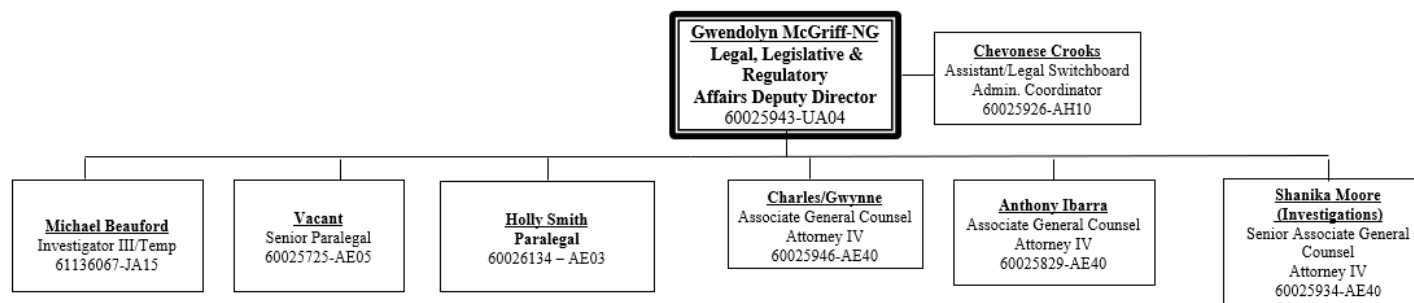 Gwendolyn McGriff-NG
Legal, Legislative &
Regulatory
Affairs Deputy Director
60025943-UA04
Chevonese Crooks
Assistant/Legal Switchboard
Admin. Coordinator
60025926-AH10
Michael Beauford
Investigator III/Temp
61136067-JA15
Vacant
Senior Paralegal
60025725-AE05
Holly Smith
Paralegal
60026134 – AE03
Charles/Gwynne
Associate General Counsel
Attorney IV
60025946-AE40
Anthony Ibarra
Associate General Counsel
Attorney IV
60025829-AE40
Shanika Moore
(Investigations)
Senior Associate General
Counsel
Attorney IV
60025934-AE40